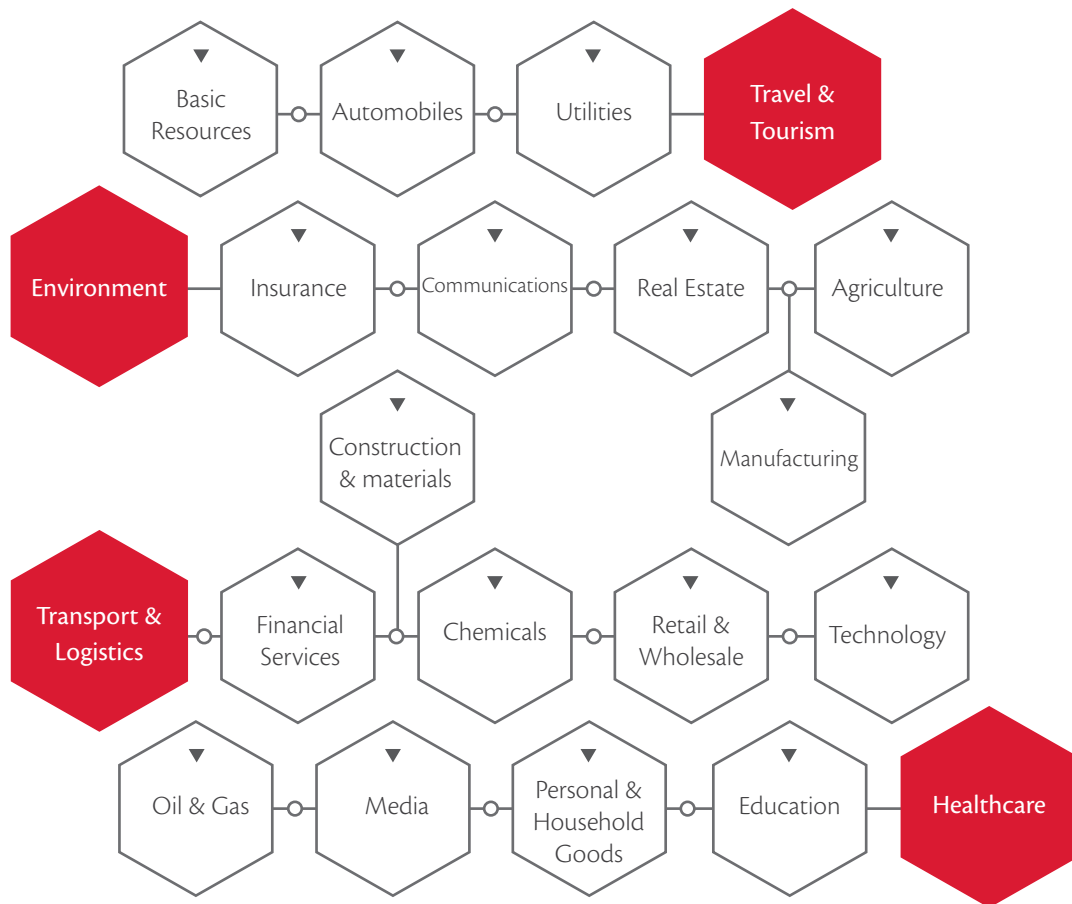 Basic
Resources
Automobiles
Utilities
Travel &
Tourism
Environment
Insurance
Communications
Real Estate
Agriculture
Construction
& materials
Manufacturing
Transport &
Logistics
Financial
Services
Chemicals
Retail &
Wholesale
Technology
Oil & Gas
Media
Personal &
Household
Goods
Education
Healthcare